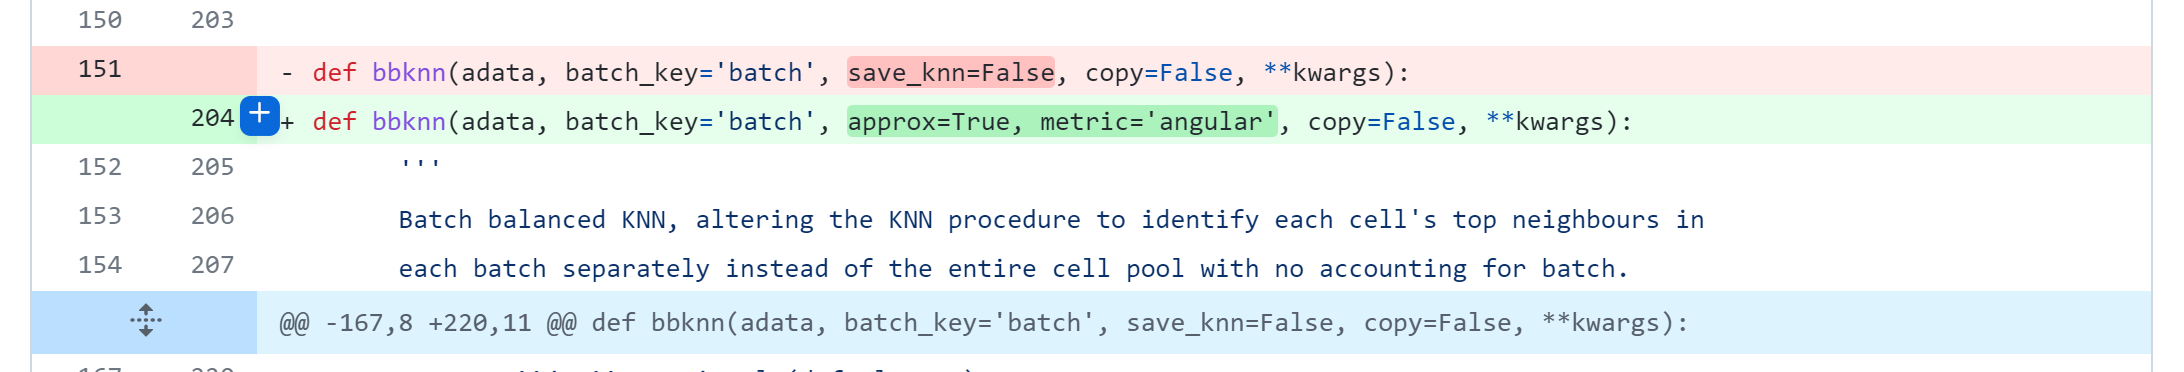 150 203
151 - def bbknn(adata, batch_key='batch', save_knn=False, copy=False, **kwargs):
204 + def bbknn(adata, batch_key='batch', approx=True, metric='angular', copy=False, **kwargs):
152 205 '''
153 206 Batch balanced KNN, altering the KNN procedure to identify each cell's top neighbours in
154 207 each batch separately instead of the entire cell pool with no accounting for batch.
@@ -167,8 +220,11 @@ def bbknn(adata, batch_key='batch', save_knn=False, copy=False, **kwargs):